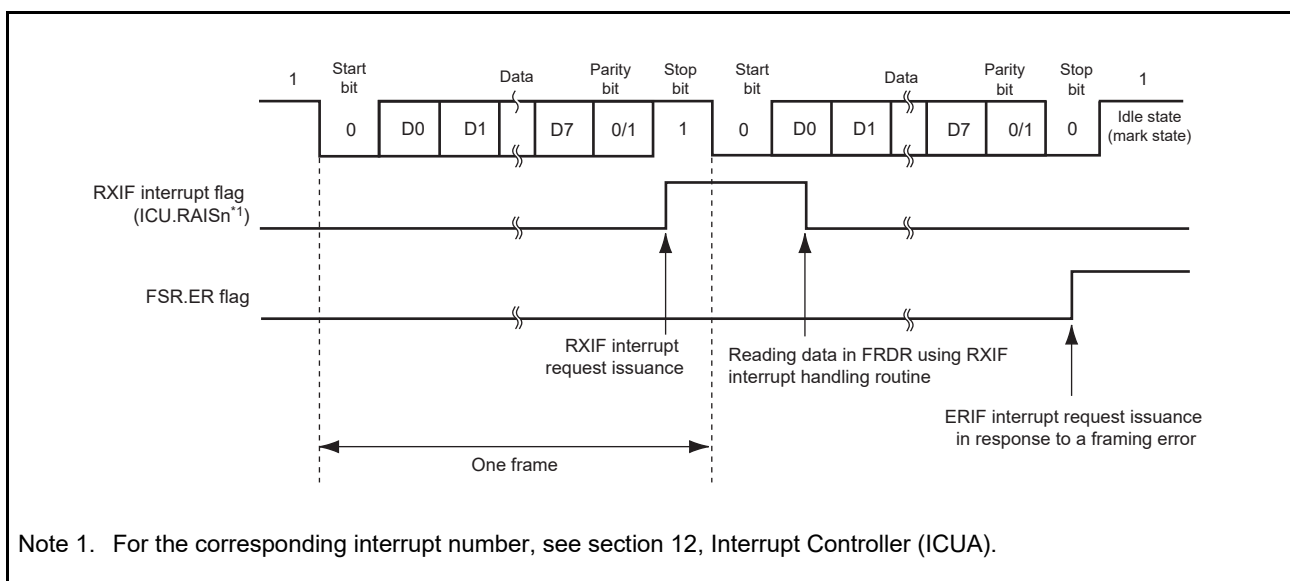 1
Start
bit
Data
Parity
bit
Stop
bit
Start
bit
Data
Parity
bit
Stop
bit
1
0 D0 D1 D7 0/1 1 0 D0 D1 D7 0/1 0
Idle state
(mark state)
RXIF interrupt flag
(ICU.RAISn*1)
FSR.ER flag
RXIF interrupt
request issuance
Reading data in FRDR using RXIF
interrupt handling routine
ERIF interrupt request issuance
in response to a framing error
One frame
Note 1. For the corresponding interrupt number, see section 12, Interrupt Controller (ICUA).